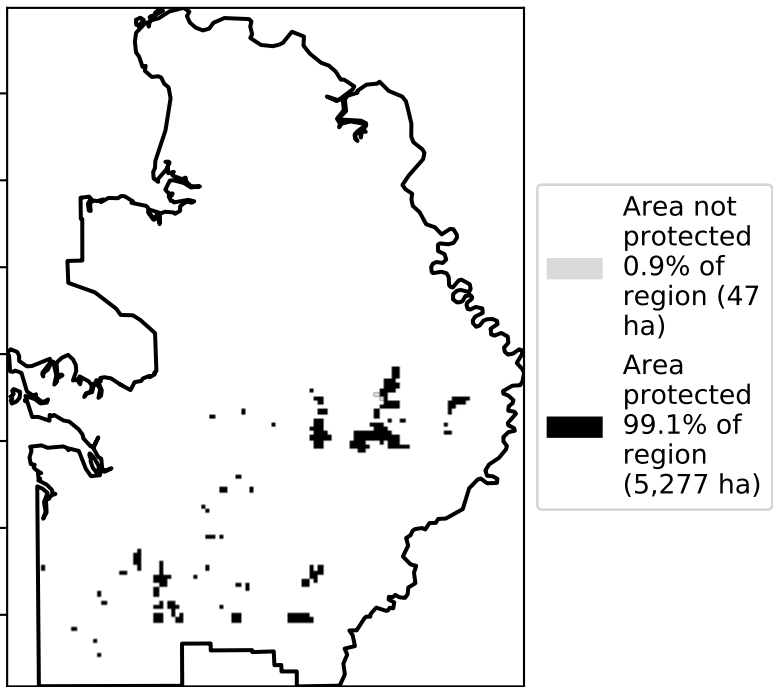 Area not
protected
0.9% of
region (47
ha)
Area
protected
99.1% of
region
(5,277 ha)